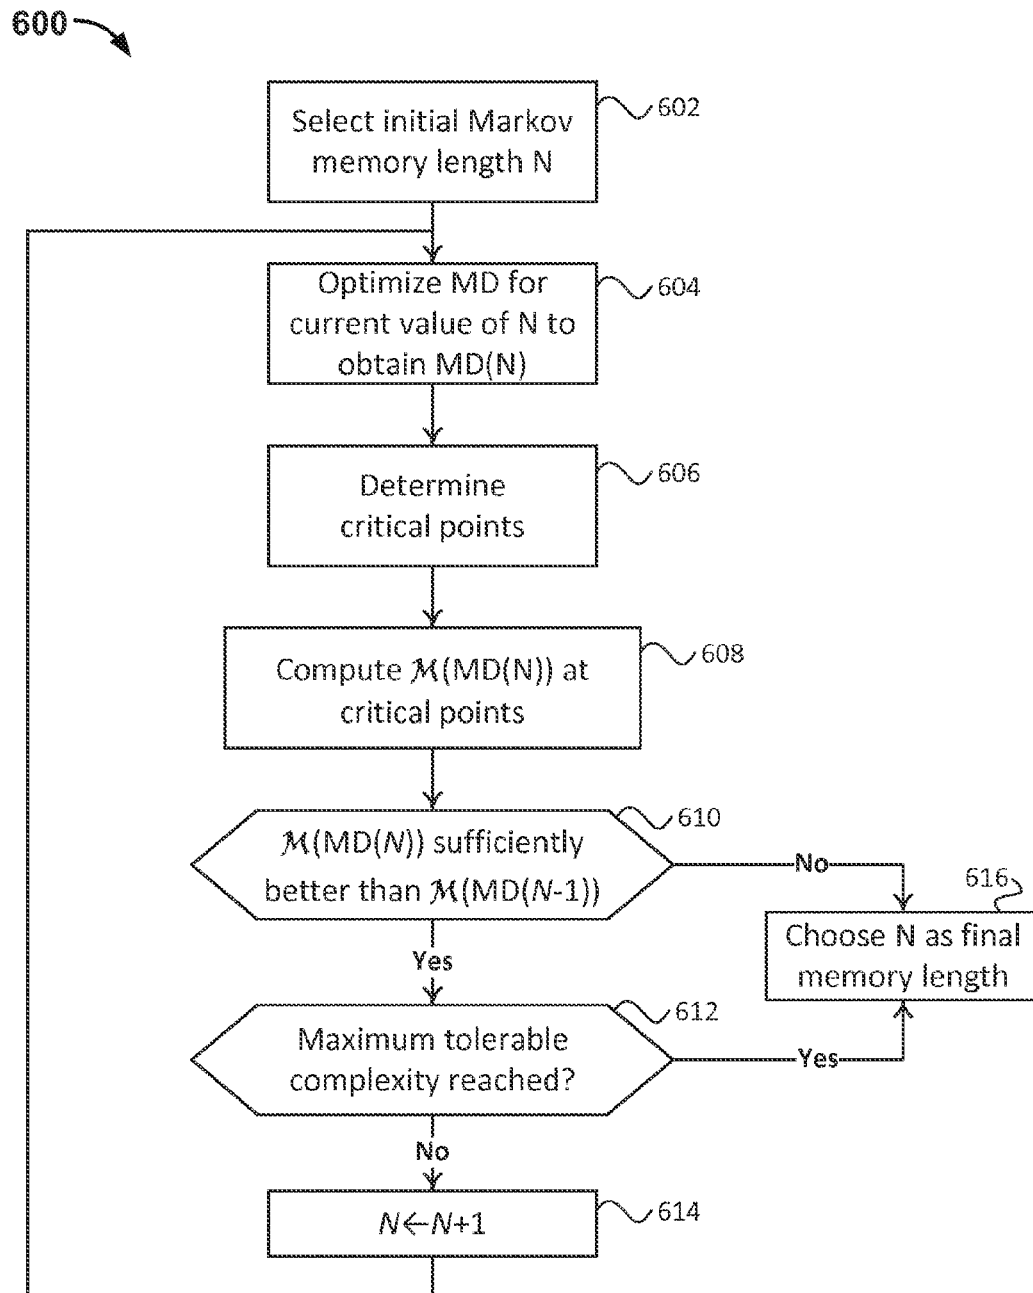 600
Select initial Markov
memory length N
602
Optimize MD for
current value of N to
obtain MD(N)
604
Determine
critical points
606
Compute ℳ(MD(N)) at
critical points
608
ℳ(MD(N)) sufficiently
better than ℳ(MD(N-1))
610
No
616
Choose N as final
memory length
Yes
Maximum tolerable
complexity reached?
612
Yes
No
N←N+1
614